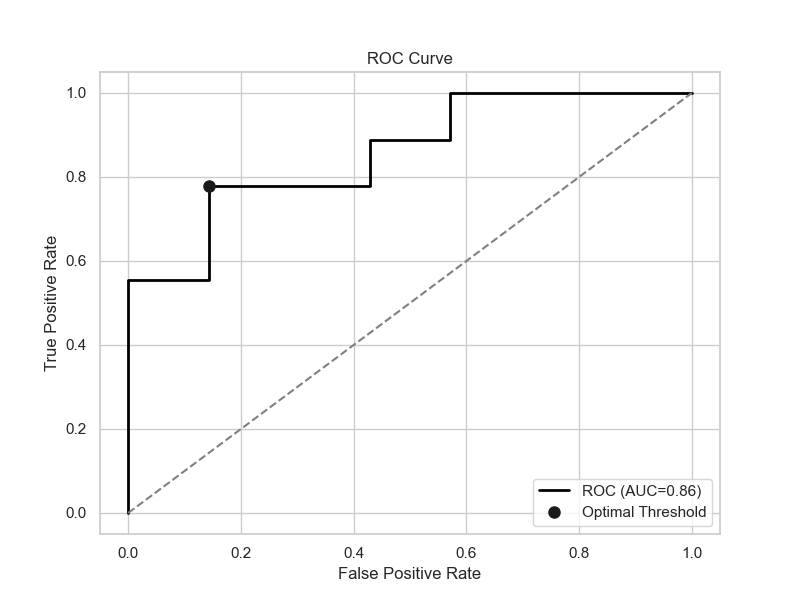 ROC Curve
1.0
0.8
0.6
0.4
0.2
0.0
True Positive Rate
0.0 0.2 0.4 0.6 0.8 1.0
False Positive Rate
ROC (AUC=0.86)
Optimal Threshold